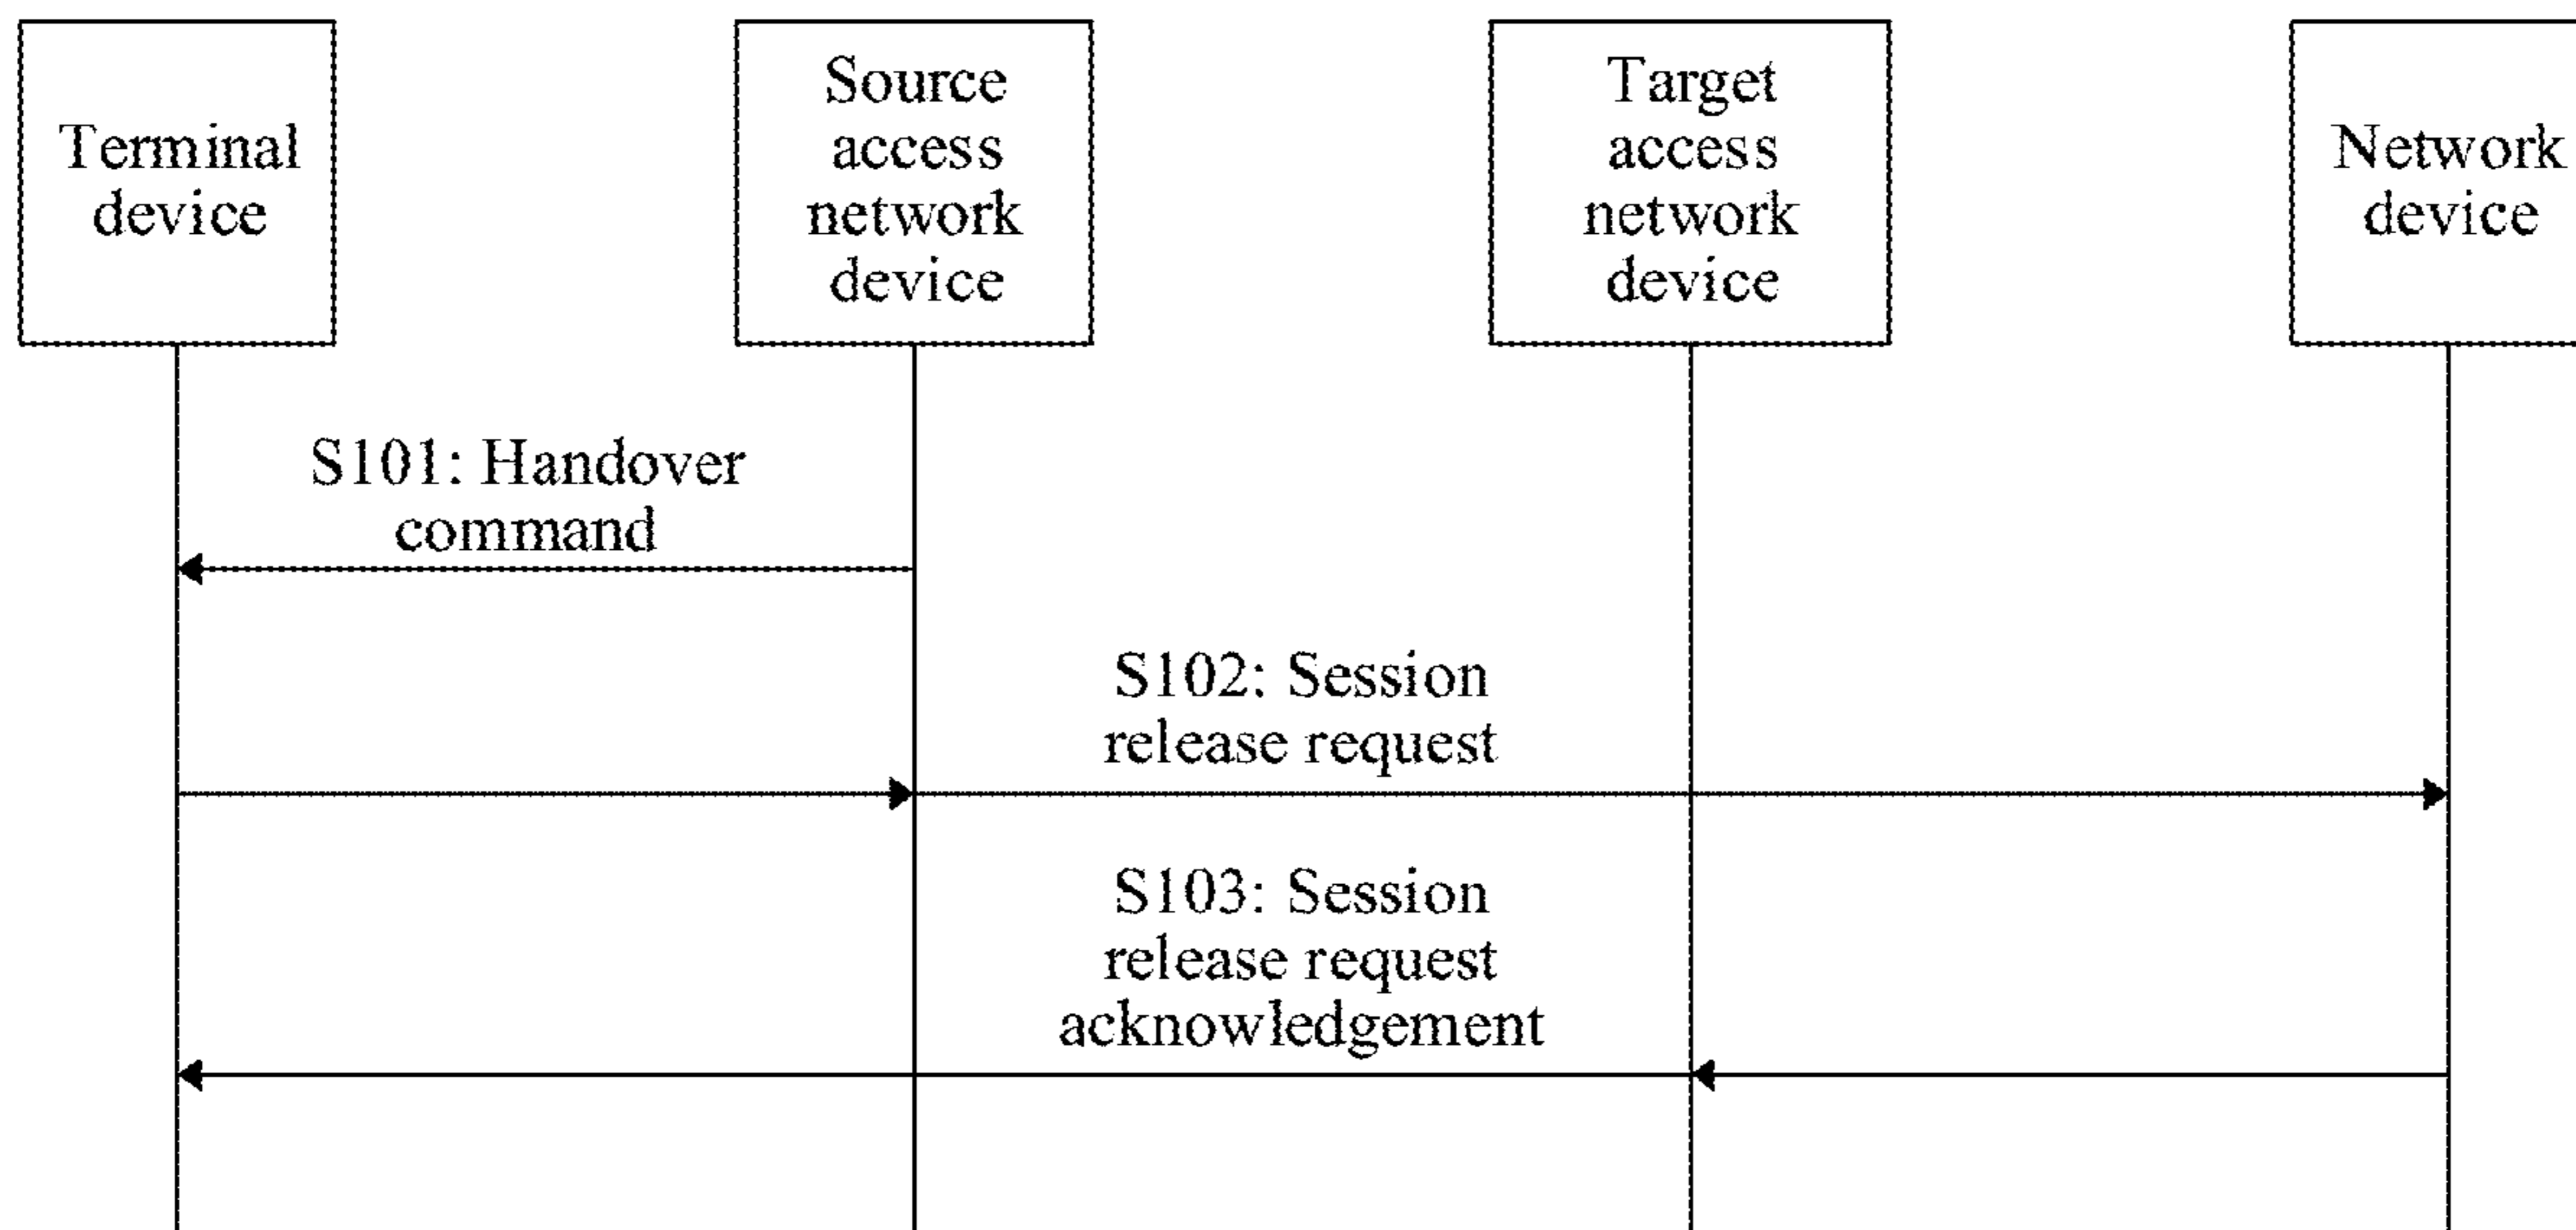 Terminal
device
Source
access
network
device
Target
access
network
device
Network
device
S101: Handover
command
S102: Session
release request
S103: Session
release request
acknowledgement